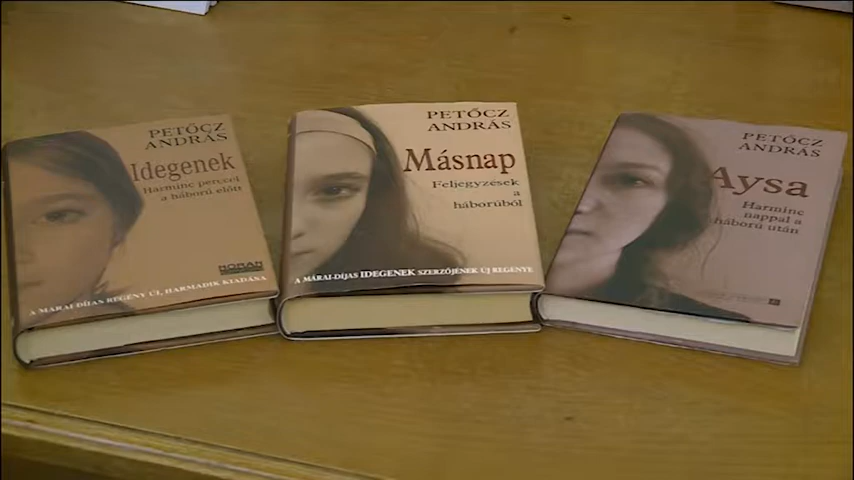 PETŐCZ
ANDRÁS
Idegenek
Harminc perccel
a háború előtt
NORAN
A MÁRAI-DÍJAS REGÉNY ÚJ, HARMADIK KIADÁSA
PETŐCZ
ANDRÁS
Másnap
Feljegyzések
a
háborúból
A MÁRAI-DÍJAS IDEGENEK SZERZŐJÉNEK ÚJ REGÉNYE
PETŐCZ
ANDRÁS
Aysa
Harminc
nappal a
háború után